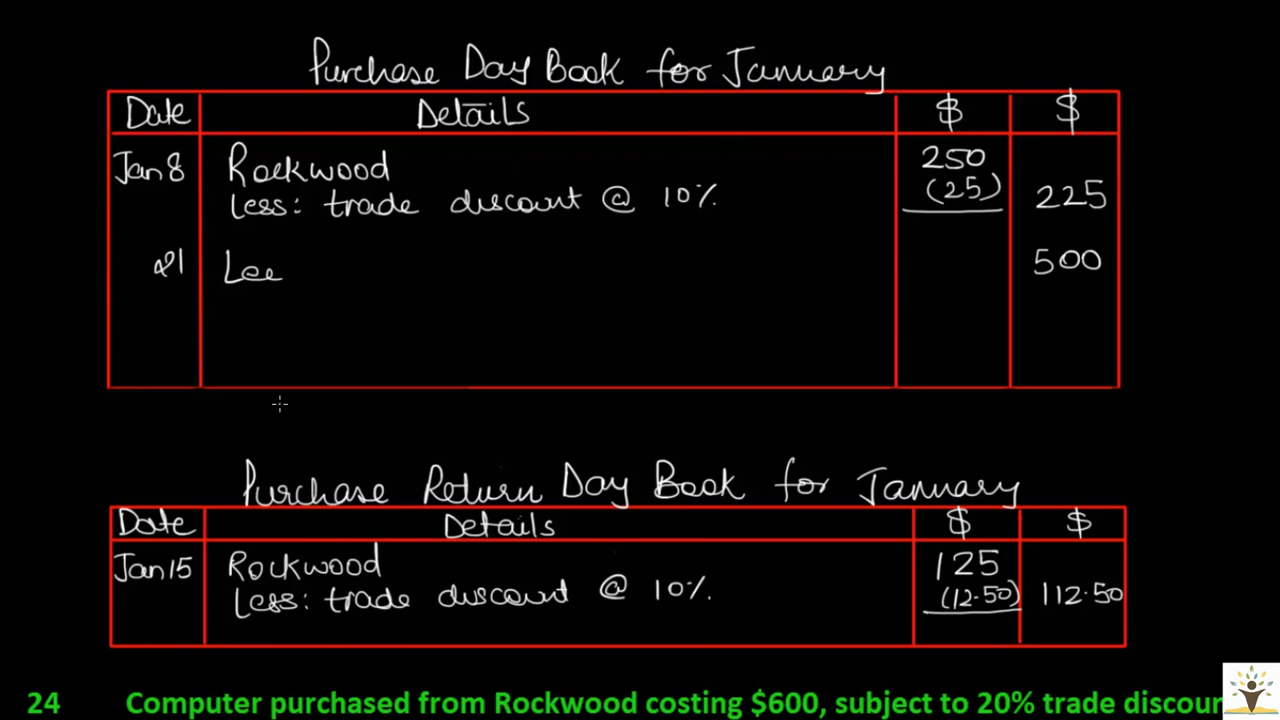 Purchase Day Book for January
Date Details $ $
Jan 8 Rockwood 250
less: trade discount @ 10% (25) 225
21 Lee 500
Purchase Return Day Book for January
Date Details $ $
Jan 15 Rockwood 125
less: trade discount @ 10% (12.50) 112.50
24 Computer purchased from Rockwood costing $600, subject to 20% trade discoun